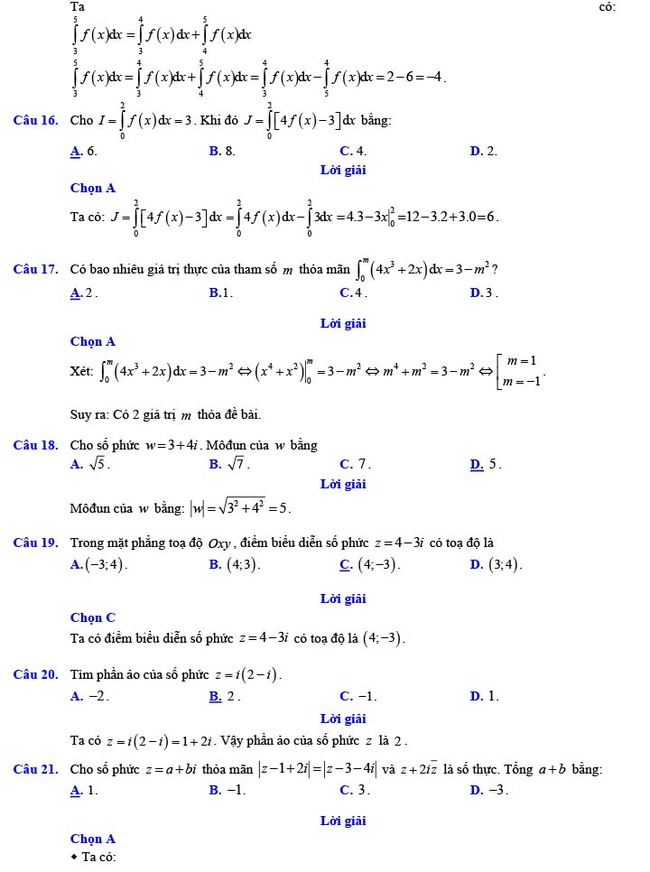 Ta có:
∫₃⁵ f(x)dx = ∫₃⁴ f(x)dx + ∫₄⁵ f(x)dx
∫₃⁵ f(x)dx = ∫₃⁴ f(x)dx + ∫₄⁵ f(x)dx = ∫₃⁴ f(x)dx − ∫₅⁴ f(x)dx = 2−6 = −4.
Câu 16. Cho I = ∫₀² f(x)dx = 3. Khi đó J = ∫₀² [4f(x)−3]dx bằng:
A. 6. B. 8. C. 4. D. 2.
Lời giải
Chọn A
Ta có: J = ∫₀² [4f(x)−3]dx = ∫₀² 4f(x)dx − ∫₀² 3dx = 4.3−3x|₀² = 12−3.2+3.0 = 6.
Câu 17. Có bao nhiêu giá trị thực của tham số m thỏa mãn ∫₀ᵐ (4x³+2x)dx = 3−m²?
A. 2. B. 1. C. 4. D. 3.
Lời giải
Chọn A
Xét: ∫₀ᵐ (4x³+2x)dx = 3−m² ⇔ (x⁴+x²)|₀ᵐ = 3−m² ⇔ m⁴+m² = 3−m² ⇔ [m=1
m=−1.
Suy ra: Có 2 giá trị m thỏa đề bài.
Câu 18. Cho số phức w=3+4i. Môđun của w bằng
A. √5. B. √7. C. 7. D. 5.
Lời giải
Môđun của w bằng: |w| = √(3²+4²) = 5.
Câu 19. Trong mặt phẳng toạ độ Oxy, điểm biểu diễn số phức z=4−3i có toạ độ là
A. (−3;4). B. (4;3). C. (4;−3). D. (3;4).
Lời giải
Chọn C
Ta có điểm biểu diễn số phức z=4−3i có toạ độ là (4;−3).
Câu 20. Tìm phần ảo của số phức z=i(2−i).
A. −2. B. 2. C. −1. D. 1.
Lời giải
Ta có z=i(2−i)=1+2i. Vậy phần ảo của số phức z là 2.
Câu 21. Cho số phức z=a+bi thỏa mãn |z−1+2i|=|z−3−4i| và z+2iz̅ là số thực. Tổng a+b bằng:
A. 1. B. −1. C. 3. D. −3.
Lời giải
Chọn A
◆ Ta có: